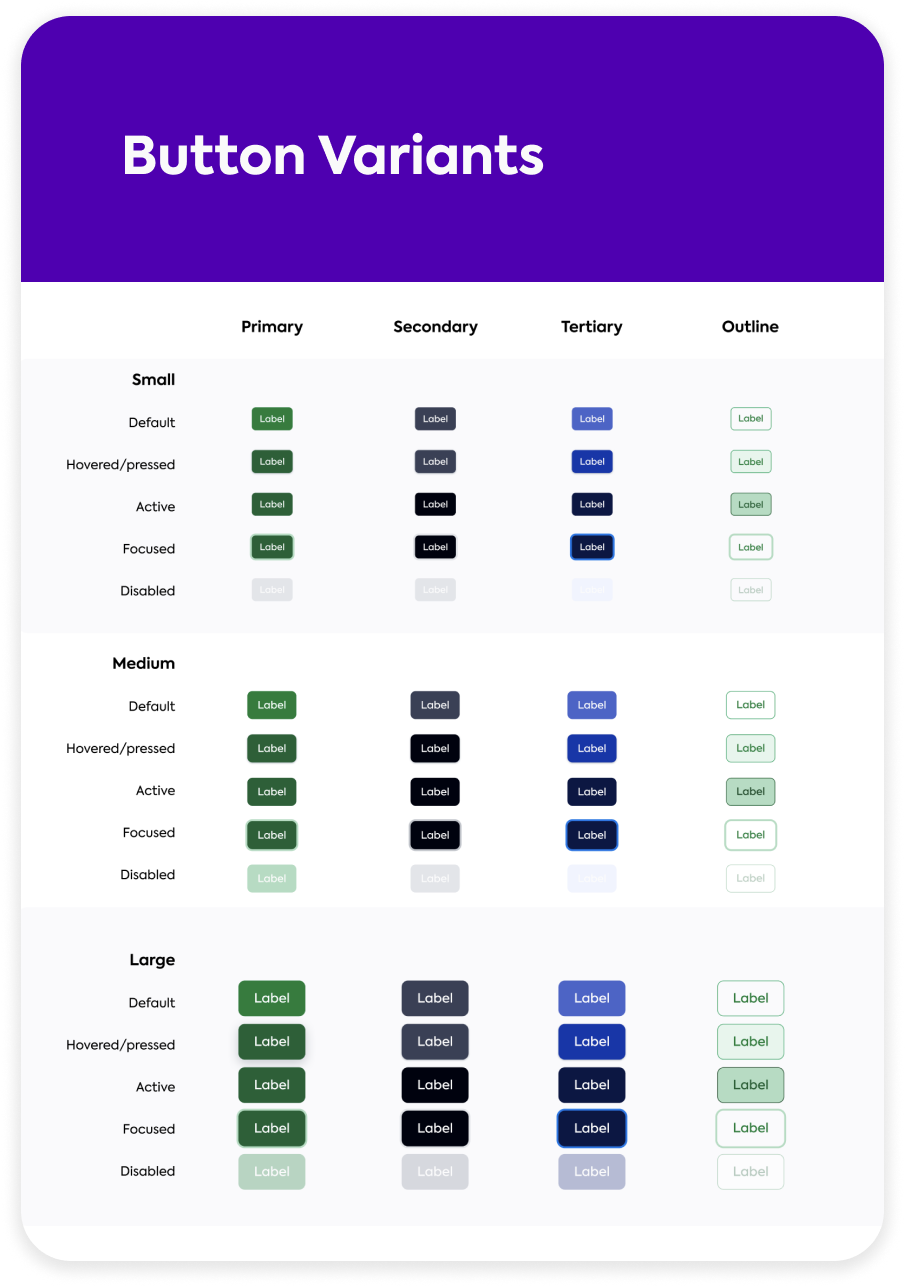 Button Variants
Primary Secondary Tertiary Outline
Small
Default Label Label Label Label
Hovered/pressed Label Label Label Label
Active Label Label Label Label
Focused Label Label Label Label
Disabled Label Label Label Label
Medium
Default Label Label Label Label
Hovered/pressed Label Label Label Label
Active Label Label Label Label
Focused Label Label Label Label
Disabled Label Label Label Label
Large
Default Label Label Label Label
Hovered/pressed Label Label Label Label
Active Label Label Label Label
Focused Label Label Label Label
Disabled Label Label Label Label